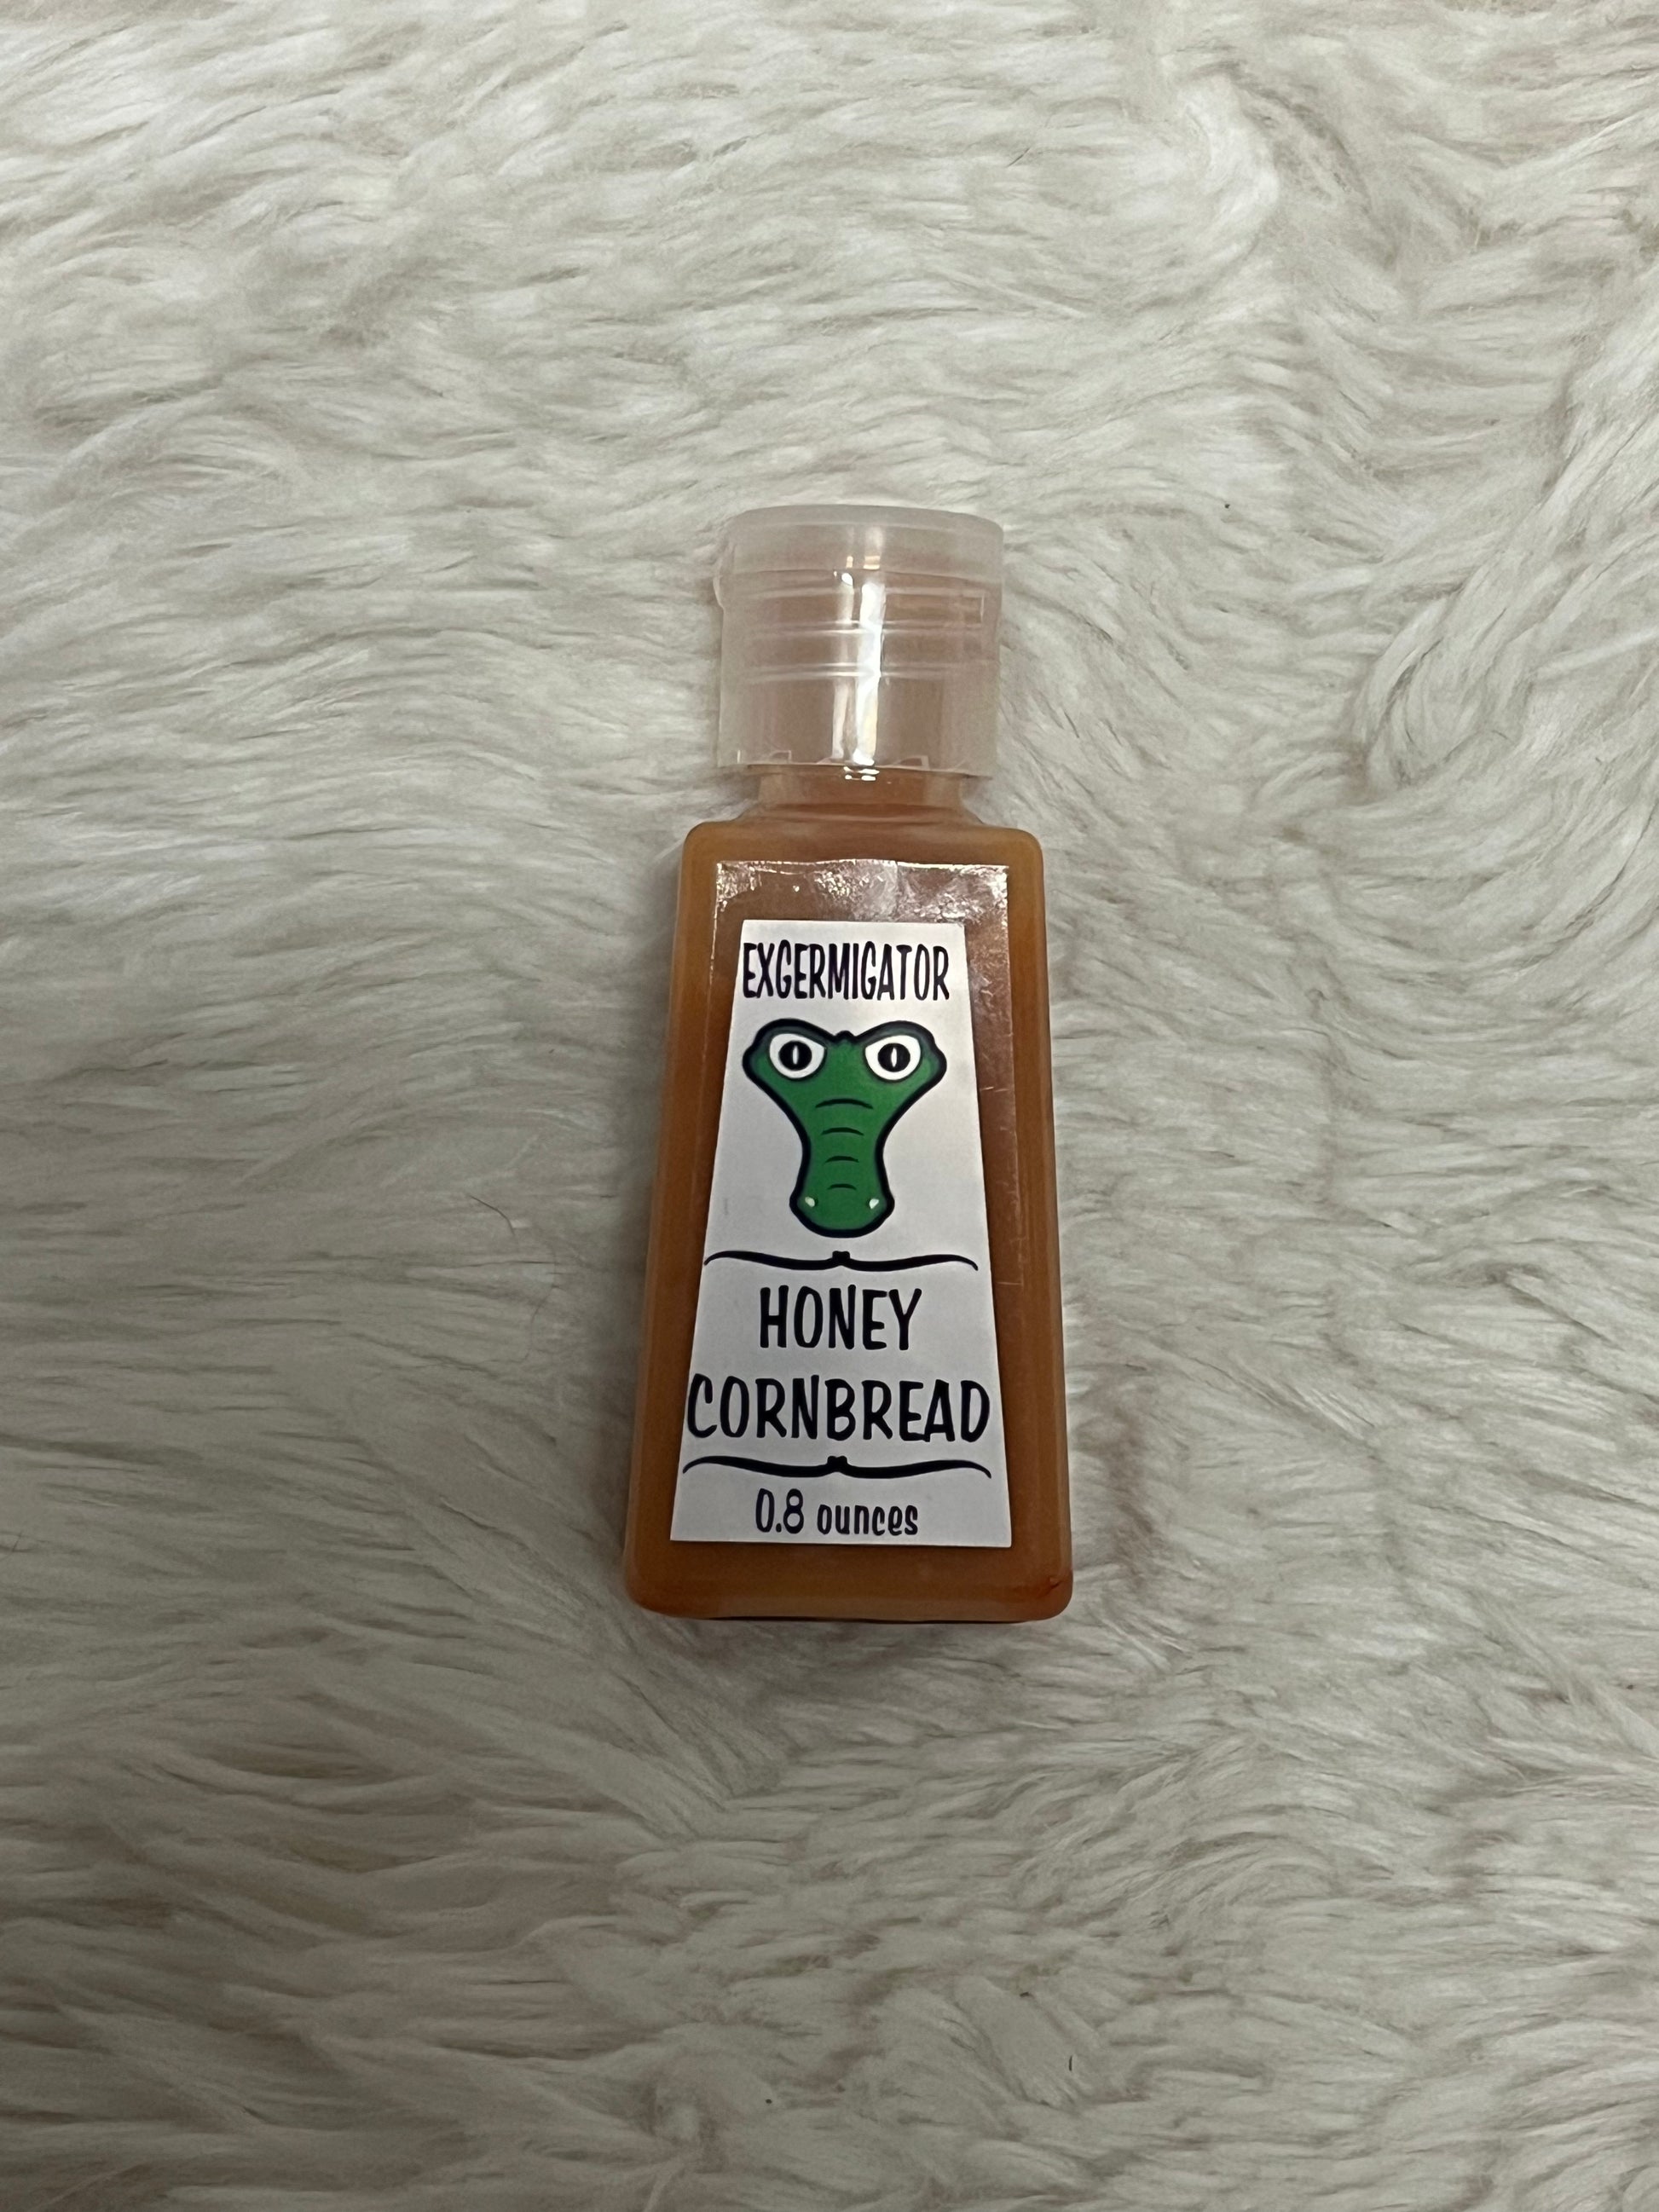 EXGERMIGATOR
HONEY
CORNBREAD
0.8 ounces